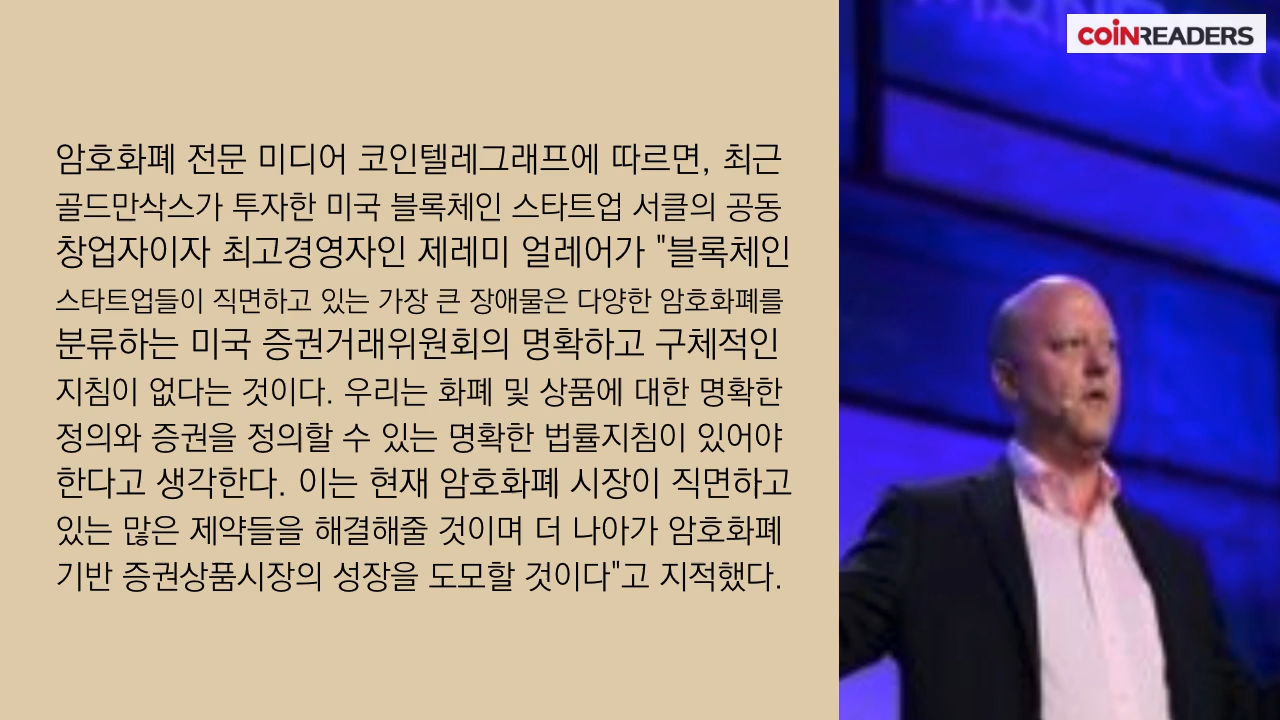 COINREADERS
암호화폐 전문 미디어 코인텔레그래프에 따르면, 최근
골드만삭스가 투자한 미국 블록체인 스타트업 서클의 공동
창업자이자 최고경영자인 제레미 얼레어가 "블록체인
스타트업들이 직면하고 있는 가장 큰 장애물은 다양한 암호화폐를
분류하는 미국 증권거래위원회의 명확하고 구체적인
지침이 없다는 것이다. 우리는 화폐 및 상품에 대한 명확한
정의와 증권을 정의할 수 있는 명확한 법률지침이 있어야
한다고 생각한다. 이는 현재 암호화폐 시장이 직면하고
있는 많은 제약들을 해결해줄 것이며 더 나아가 암호화폐
기반 증권상품시장의 성장을 도모할 것이다"고 지적했다.